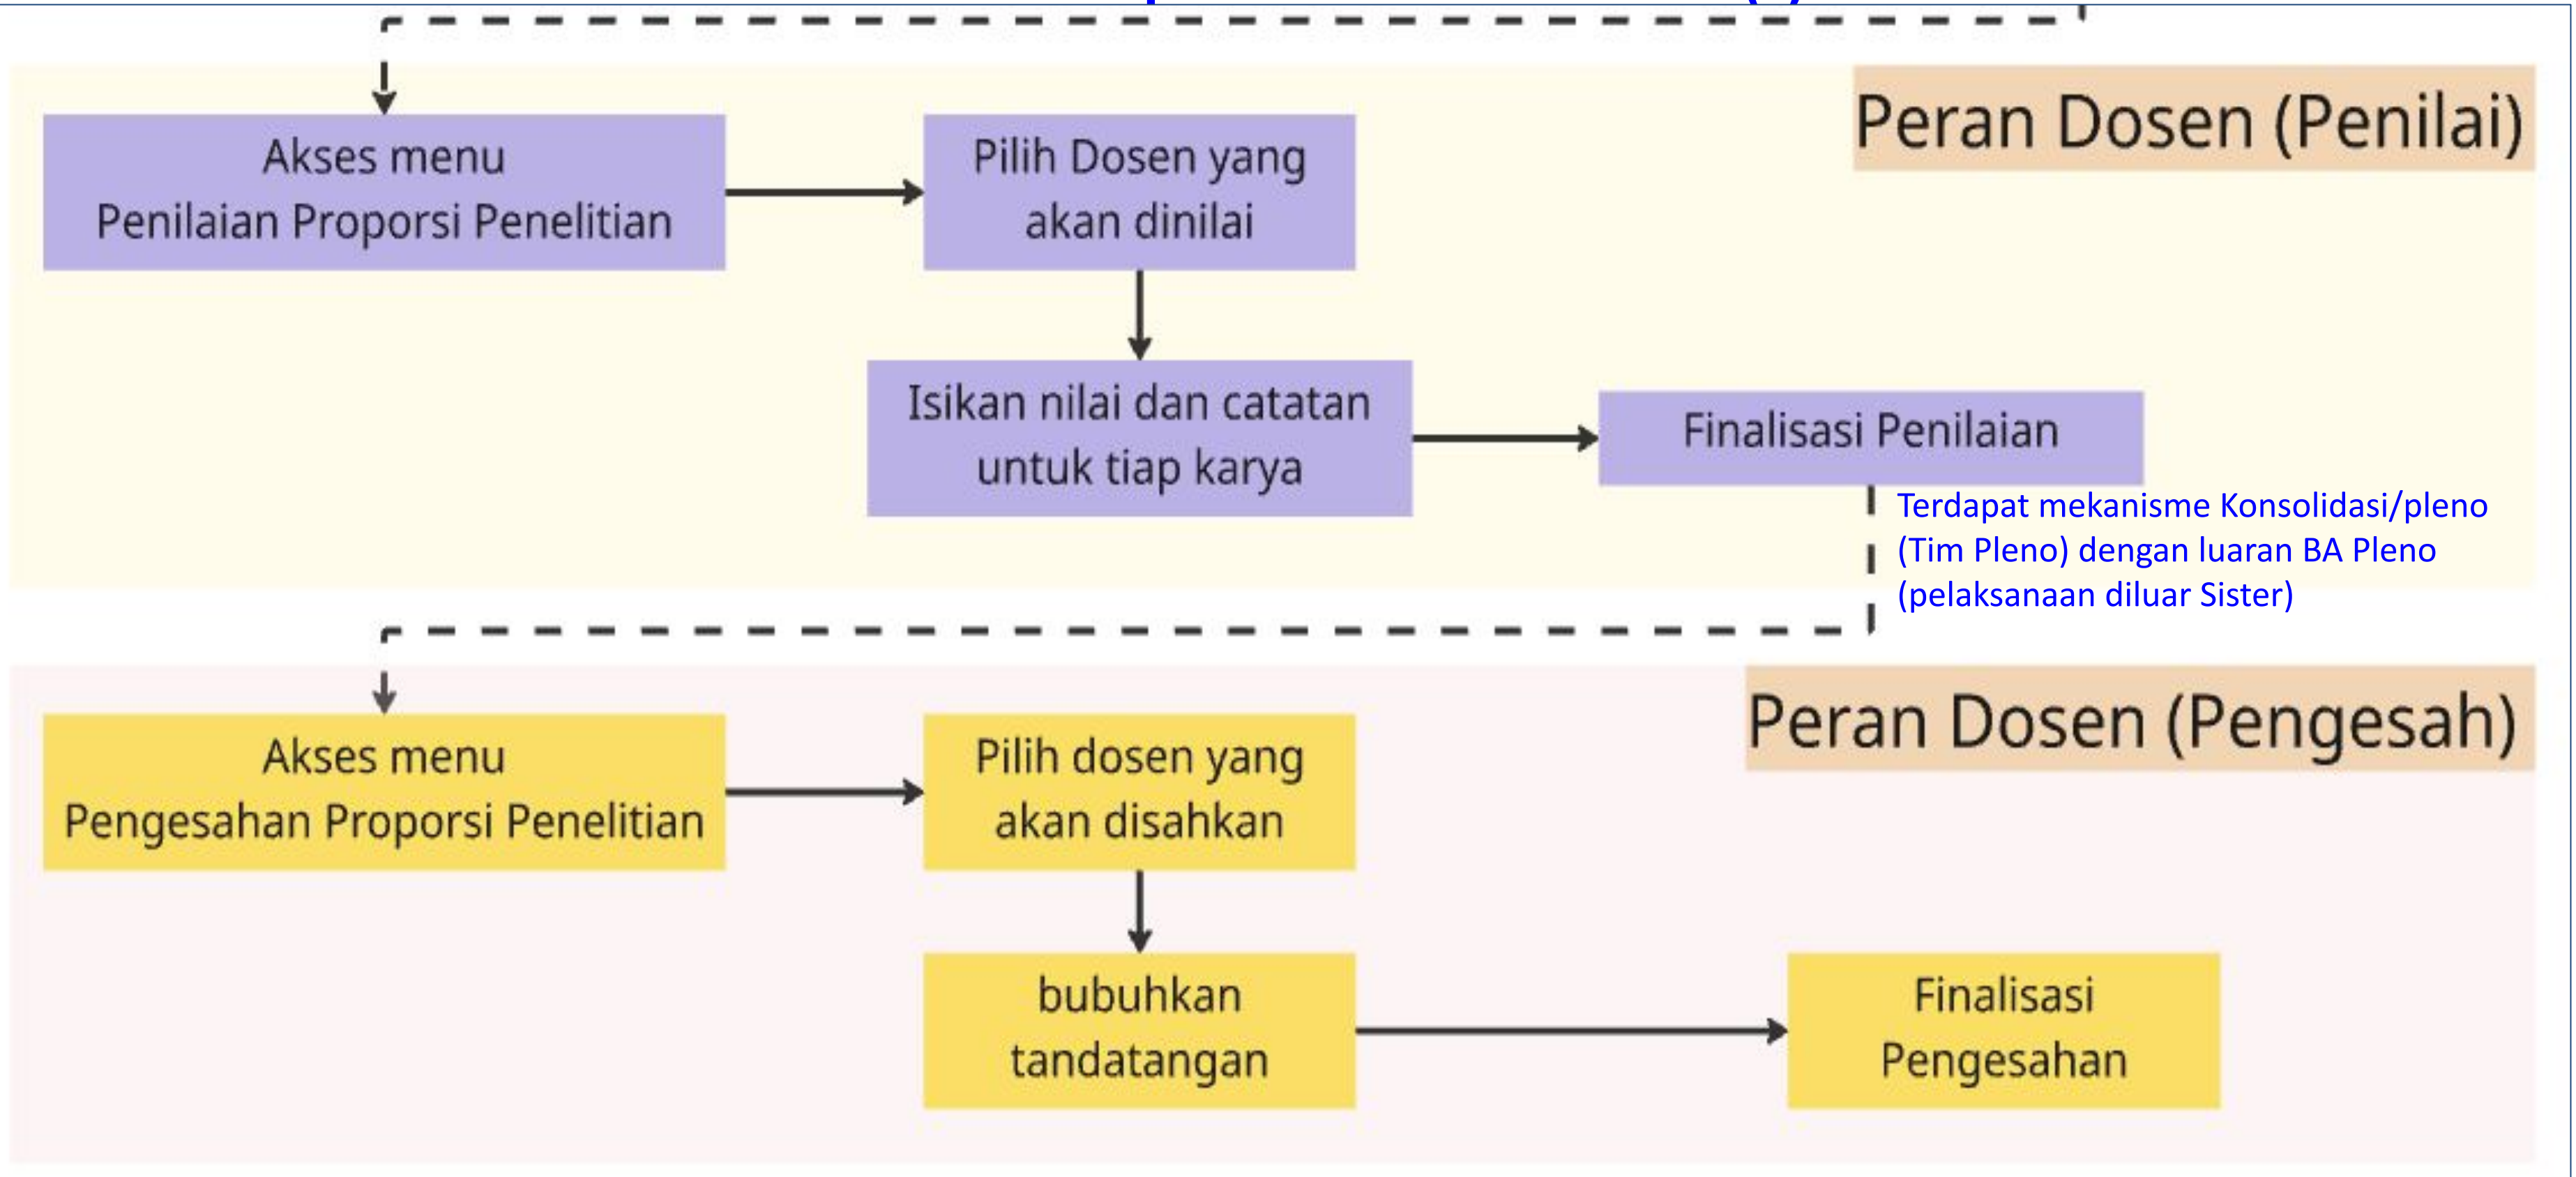 Peran Dosen (Penilai)
Akses menu
Penilaian Proporsi Penelitian
Pilih Dosen yang
akan dinilai
Isikan nilai dan catatan
untuk tiap karya
Finalisasi Penilaian
Terdapat mekanisme Konsolidasi/pleno
(Tim Pleno) dengan luaran BA Pleno
(pelaksanaan diluar Sister)
Peran Dosen (Pengesah)
Akses menu
Pengesahan Proporsi Penelitian
Pilih dosen yang
akan disahkan
bubuhkan
tandatangan
Finalisasi
Pengesahan